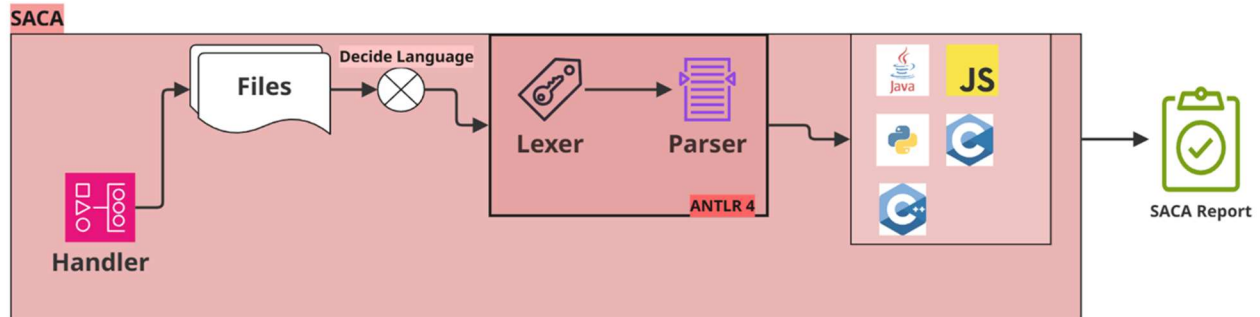 SACA
Files
Decide Language
Lexer
Parser
ANTLR 4
Handler
Java
JS
C
C++
SACA Report